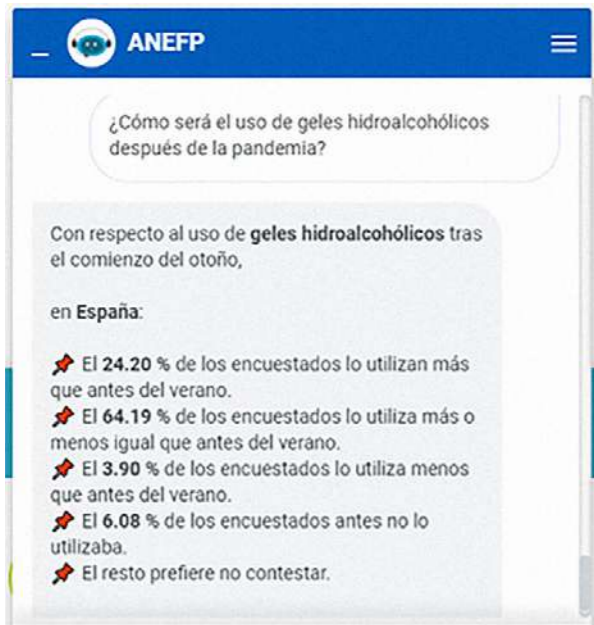 ANEFP
¿Cómo será el uso de geles hidroalcohólicos
después de la pandemia?
Con respecto al uso de geles hidroalcohólicos tras
el comienzo del otoño,
en España:
El 24.20 % de los encuestados lo utilizan más
que antes del verano.
El 64.19 % de los encuestados lo utiliza más o
menos igual que antes del verano.
El 3.90 % de los encuestados lo utiliza menos
que antes del verano.
El 6.08 % de los encuestados antes no lo
utilizaba.
El resto prefiere no contestar.